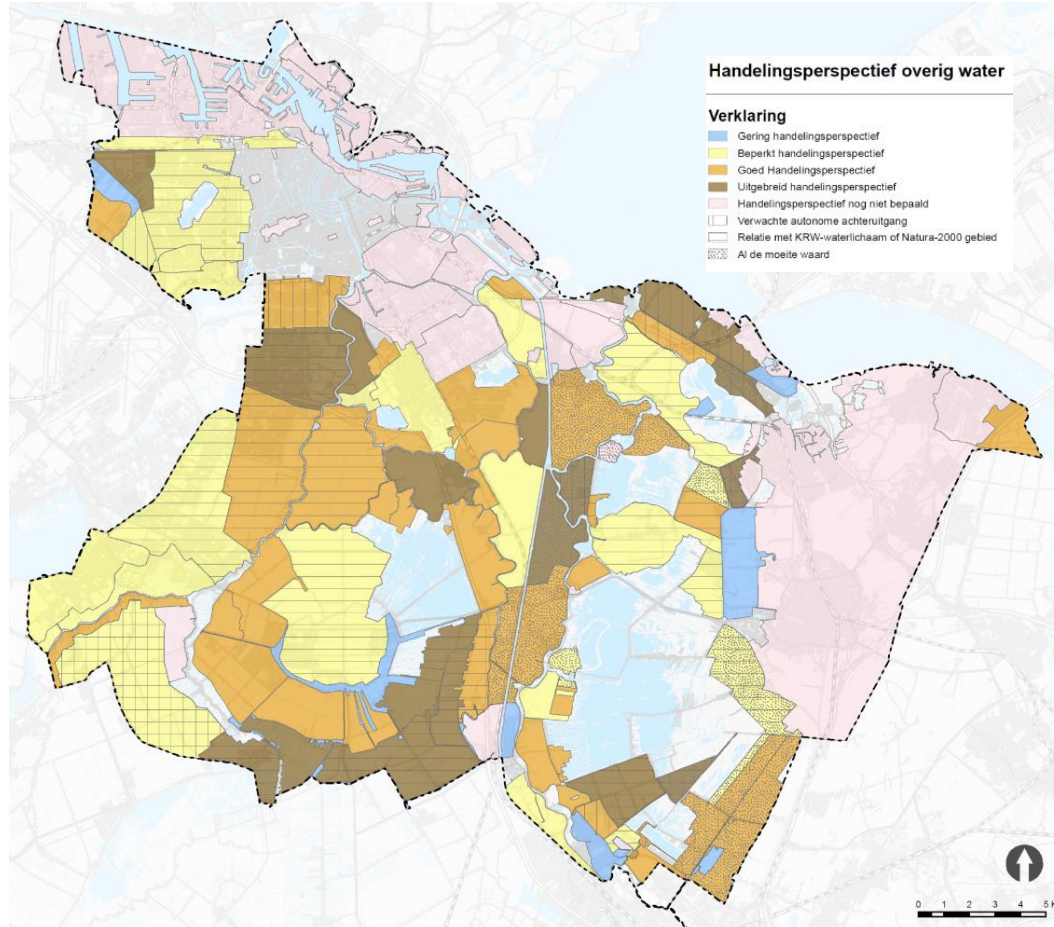 Handelingsperspectief overig water
Verklaring
Gering handelingsperspectief
Beperkt handelingsperspectief
Goed Handelingsperspectief
Uitgebreid handelingsperspectief
Handelingsperspectief nog niet bepaald
Verwachte autonome achteruitgang
Relatie met KRW-waterlichaam of Natura-2000 gebied
Al de moeite waard
0 1 2 3 4 5 K